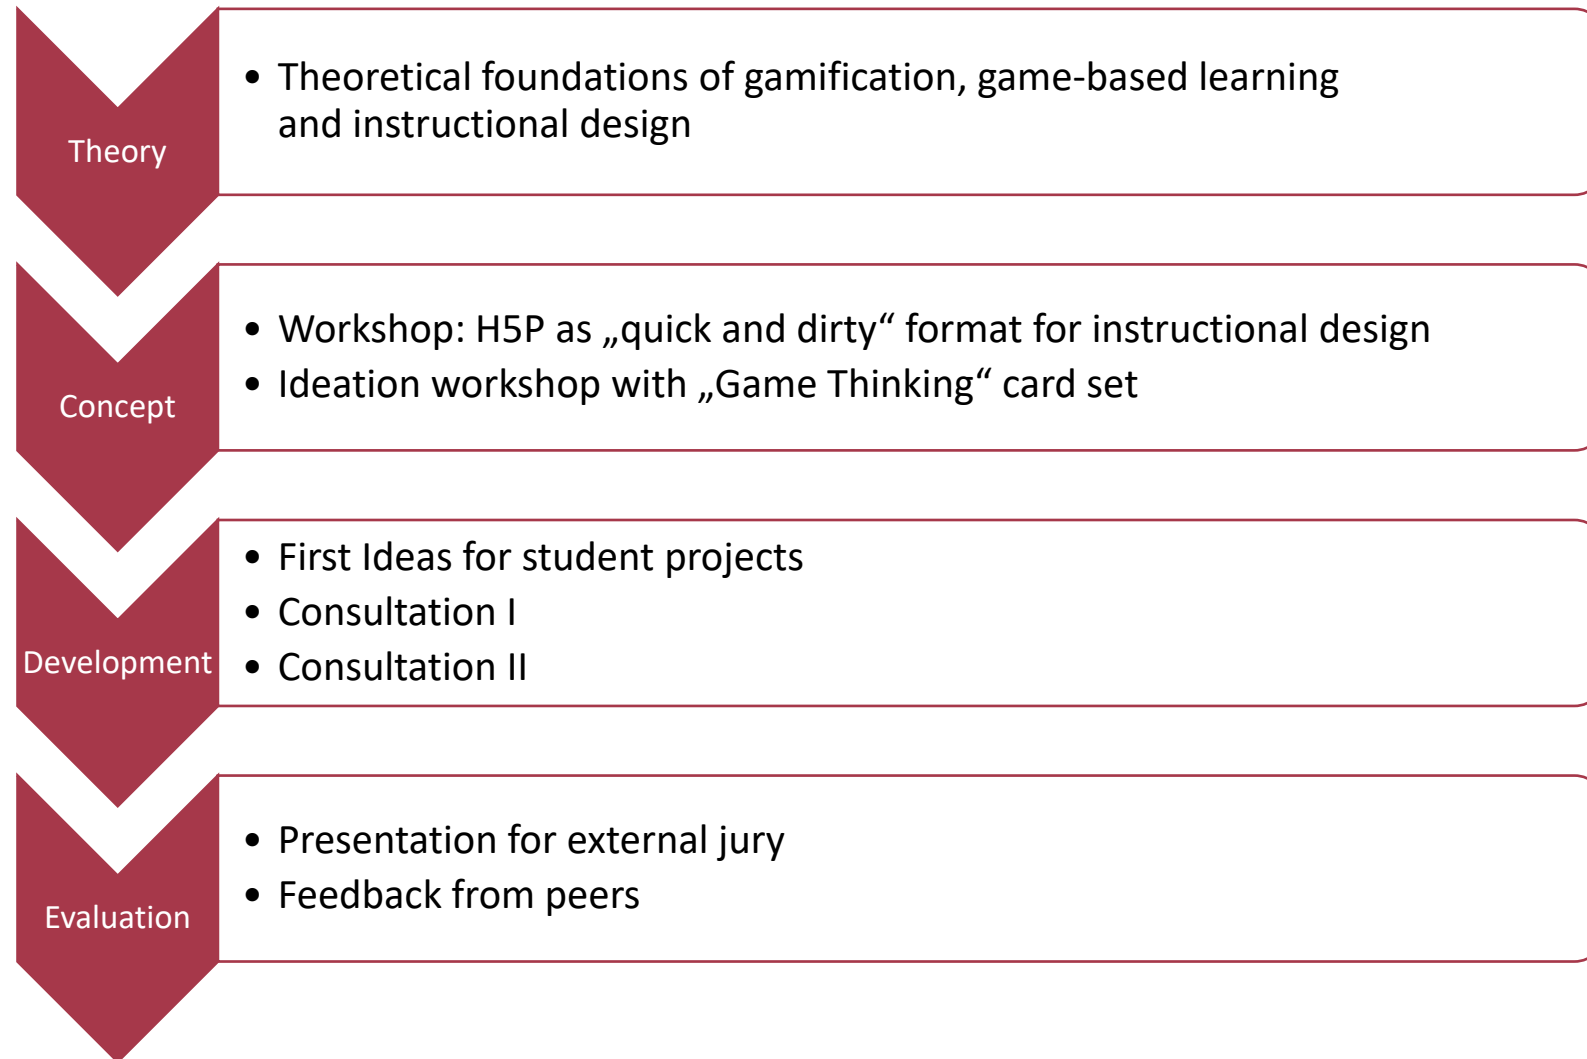 Theory
• Theoretical foundations of gamification, game-based learning
and instructional design
Concept
• Workshop: H5P as „quick and dirty“ format for instructional design
• Ideation workshop with „Game Thinking“ card set
Development
• First Ideas for student projects
• Consultation I
• Consultation II
Evaluation
• Presentation for external jury
• Feedback from peers